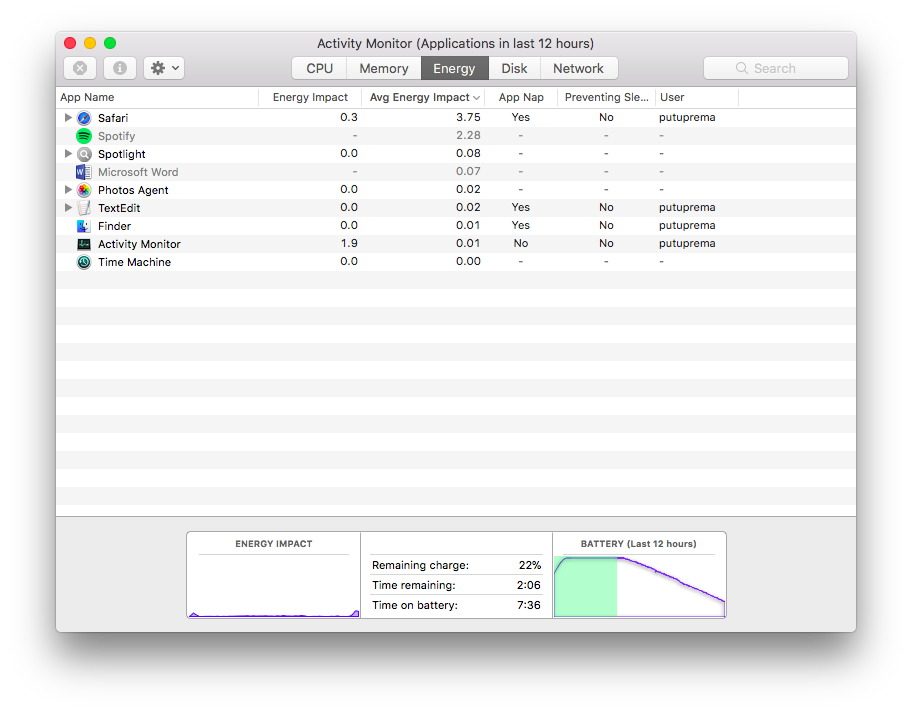 Activity Monitor (Applications in last 12 hours)
CPU Memory Energy Disk Network Search
App Name Energy Impact Avg Energy Impact App Nap Preventing Sle... User
Safari 0.3 3.75 Yes No putuprema
Spotify - 2.28 - - -
Spotlight 0.0 0.08 - - -
Microsoft Word - 0.07 - - -
Photos Agent 0.0 0.02 - - -
TextEdit 0.0 0.02 Yes No putuprema
Finder 0.0 0.01 Yes No putuprema
Activity Monitor 1.9 0.01 No No putuprema
Time Machine 0.0 0.00 - - -
ENERGY IMPACT
Remaining charge: 22%
Time remaining: 2:06
Time on battery: 7:36
BATTERY (Last 12 hours)